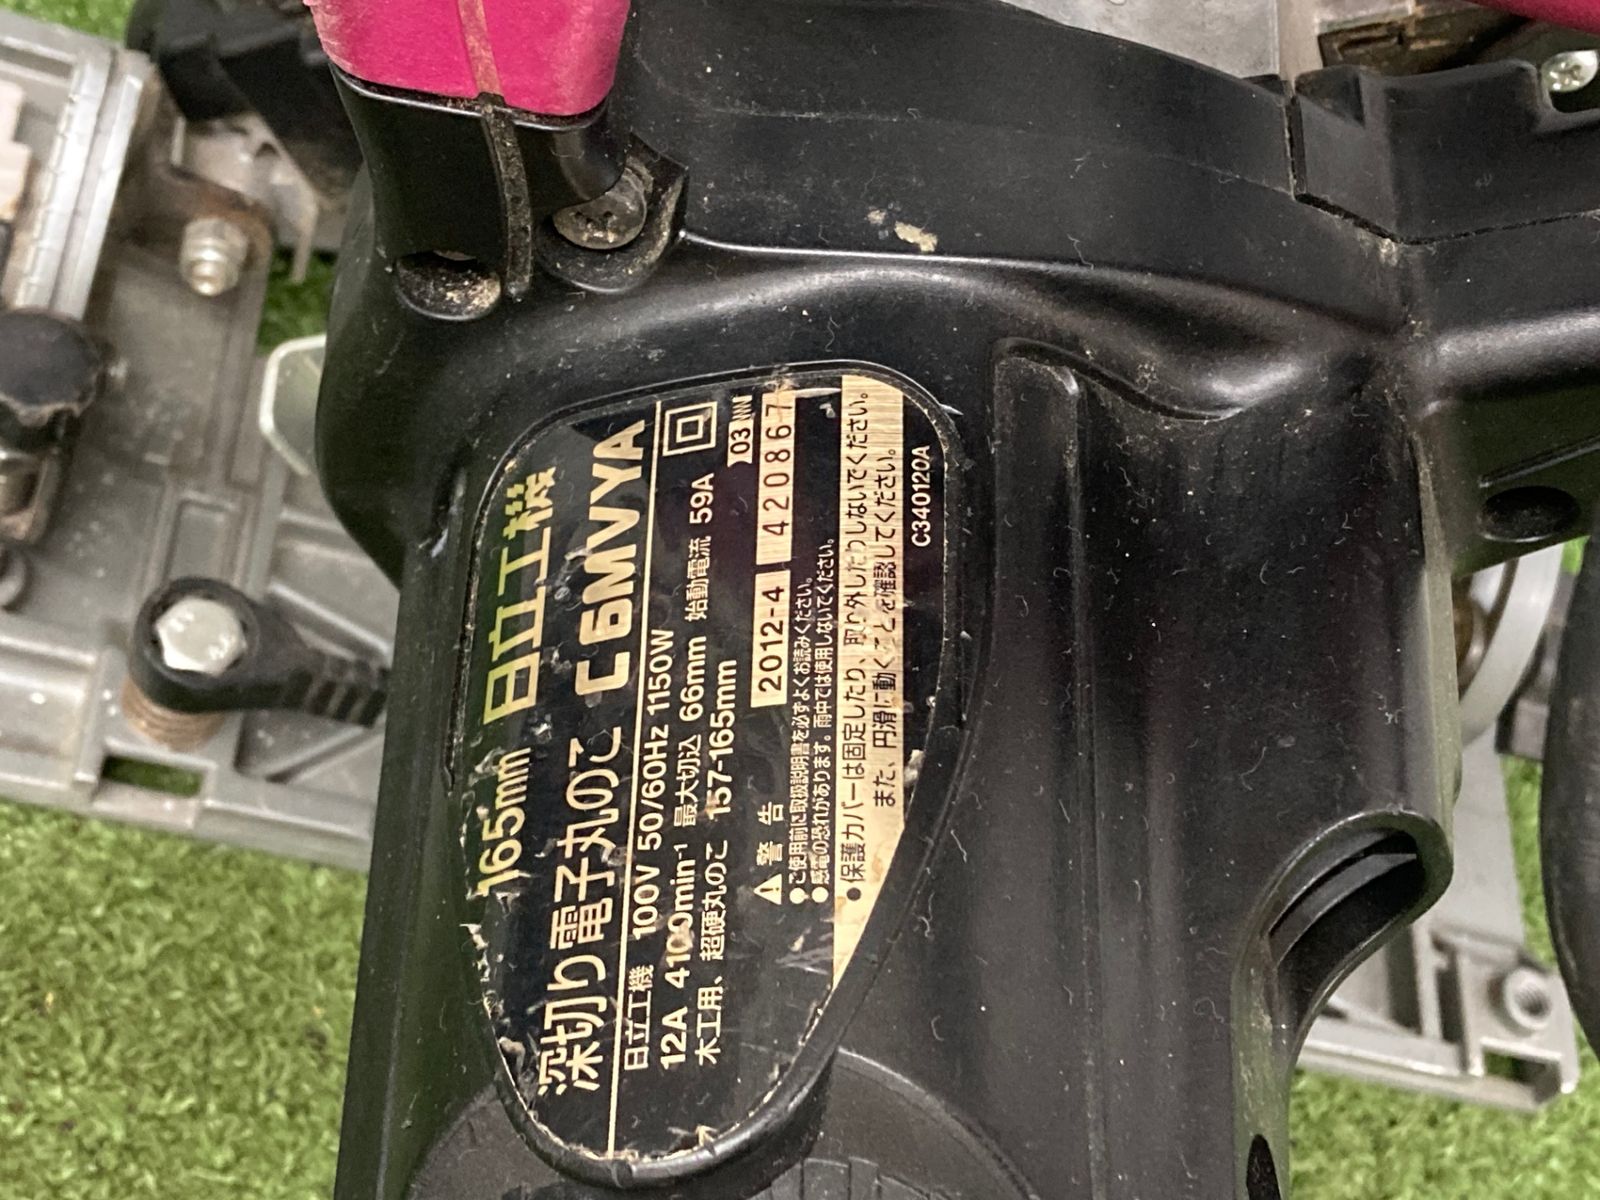 165mm 日立工機
深切り電子丸のこ C6MVYA
日立工機 100V 50/60Hz 1150W
12A 4100min⁻¹ 最大切込 66mm 始動電流 59A
木工用、超硬丸のこ 157-165mm
2012-4 420867
03
⚠警告
●ご使用前に取扱説明書を必ずよくお読みください。
●感電の恐れがあります。雨中では使用しないでください。
●保護カバーは固定したり、取り外したりしないでください。
また、円滑に動くことを確認してください。
C340120A